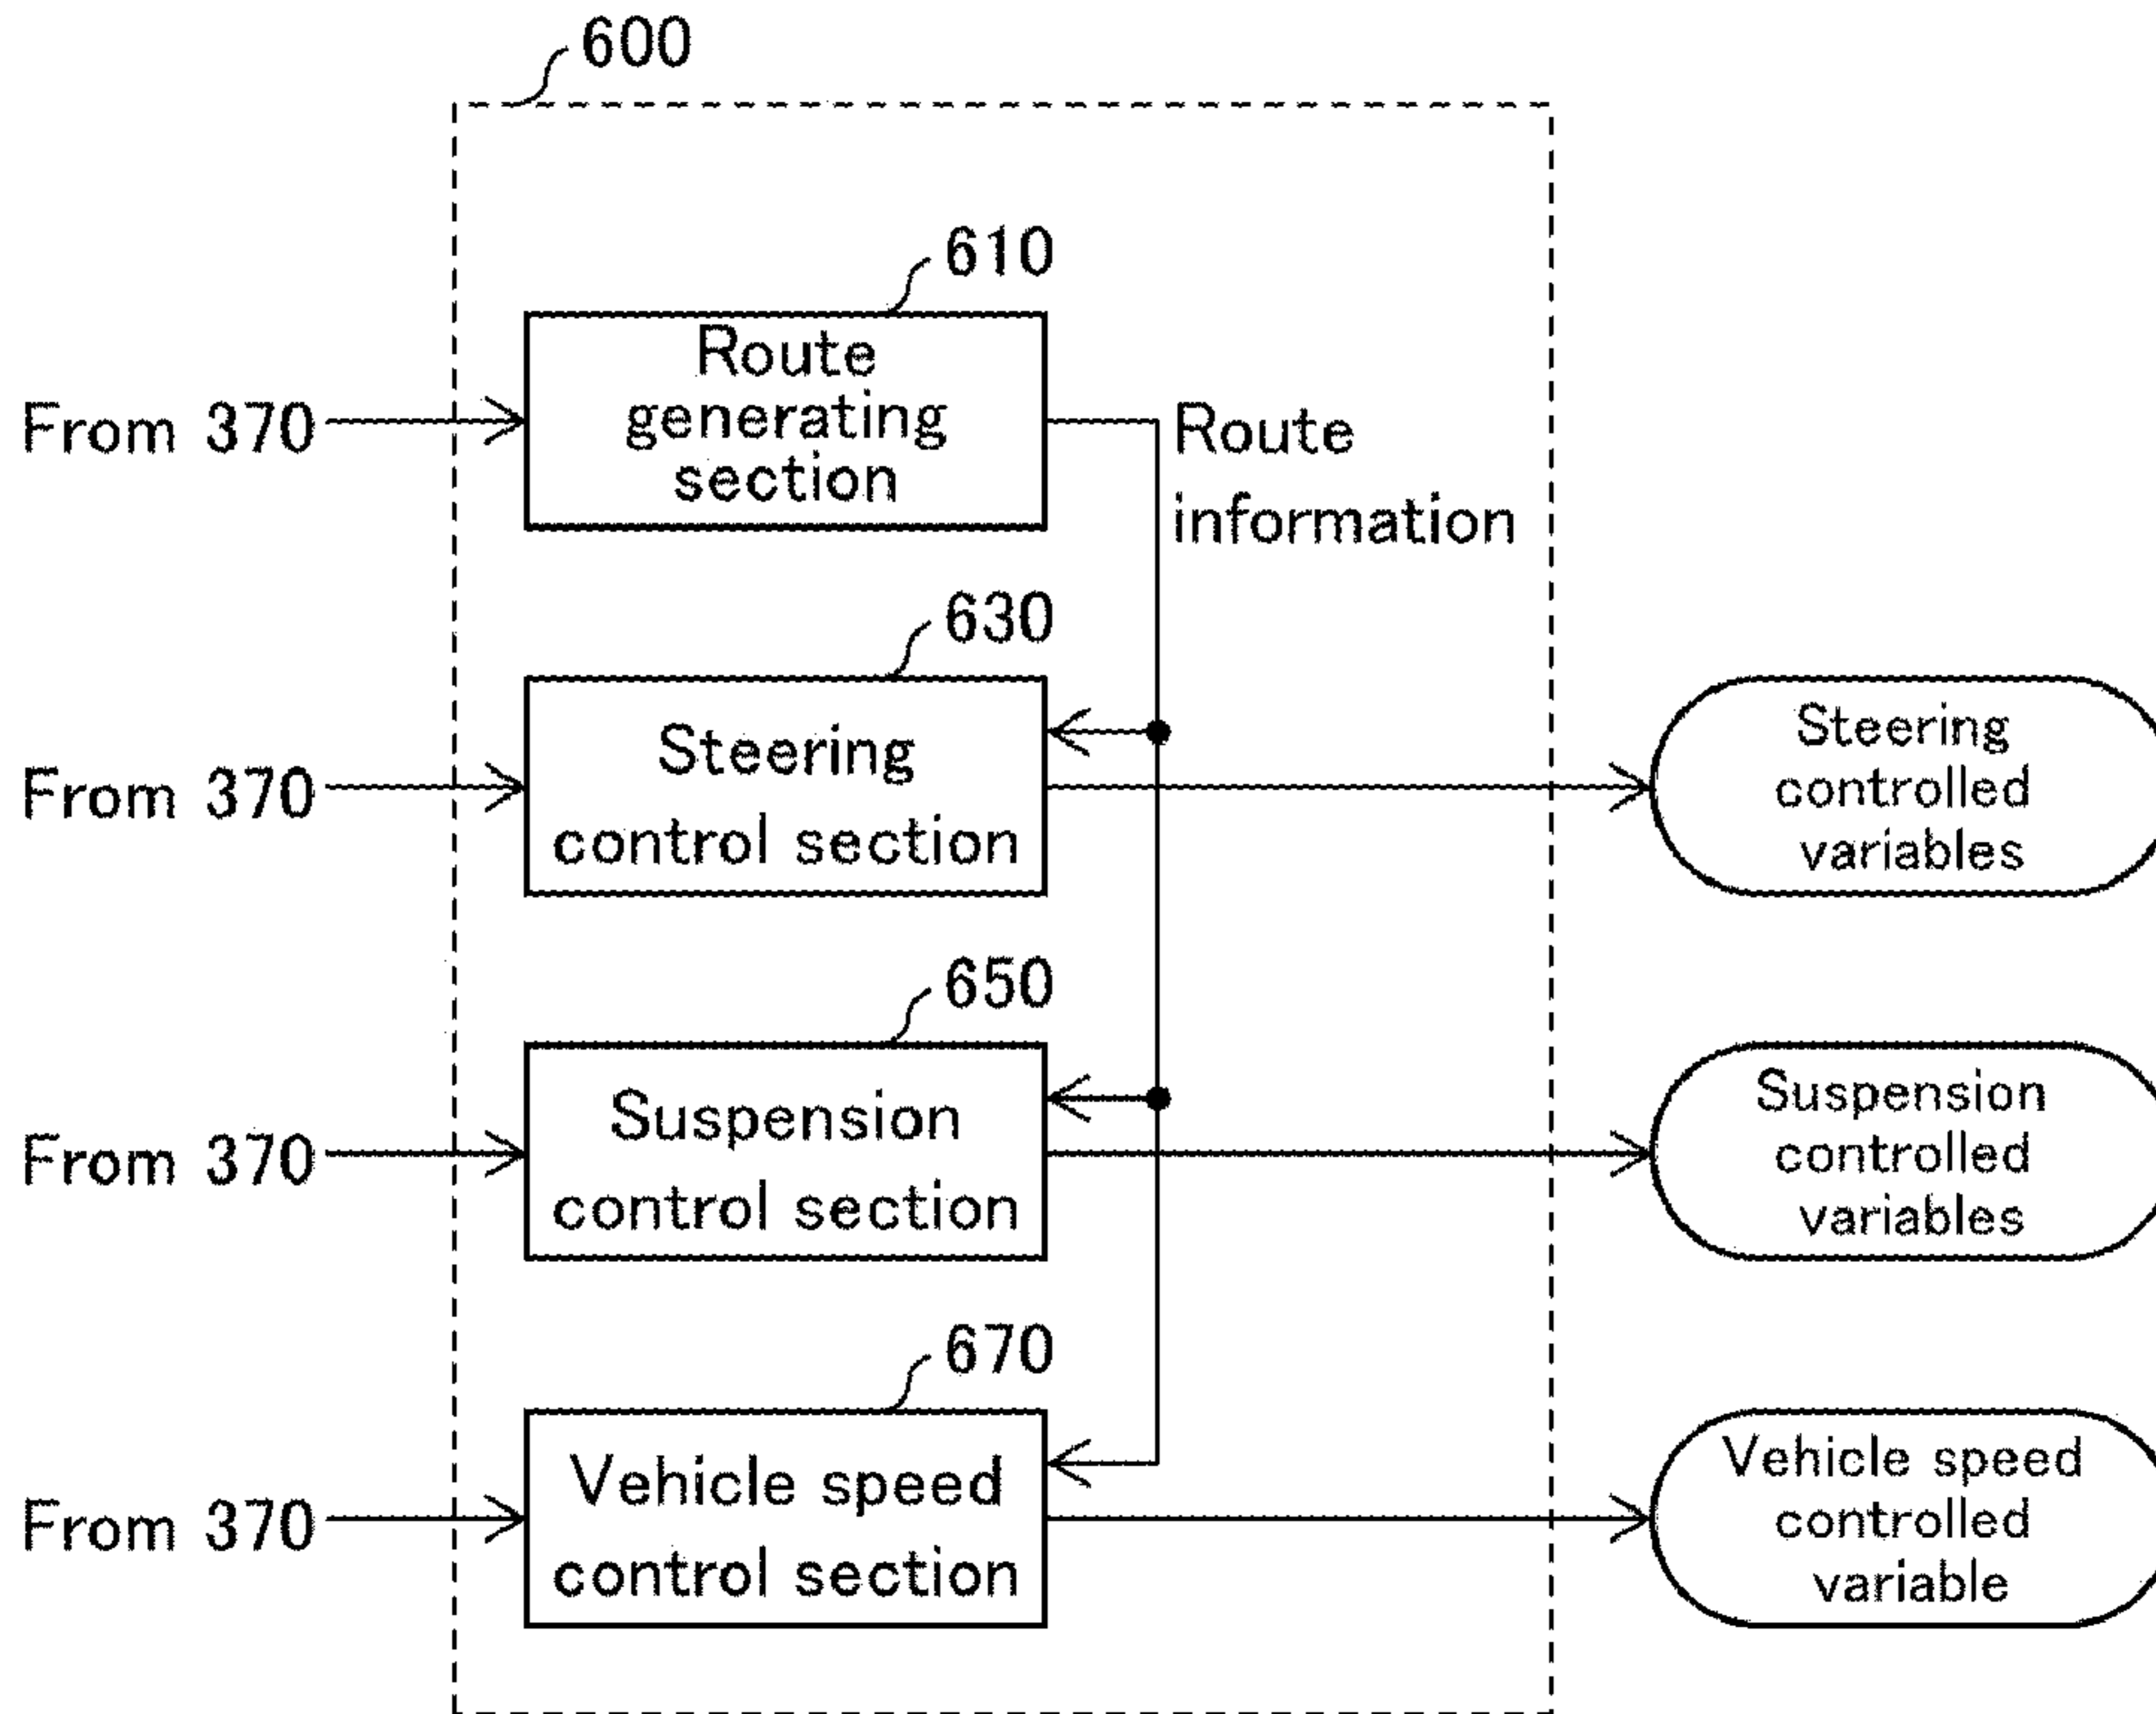 600
610
Route
generating
section
From 370
Route
information
630
Steering
control section
From 370
Steering
controlled
variables
650
Suspension
control section
From 370
Suspension
controlled
variables
670
Vehicle speed
control section
From 370
Vehicle speed
controlled
variable